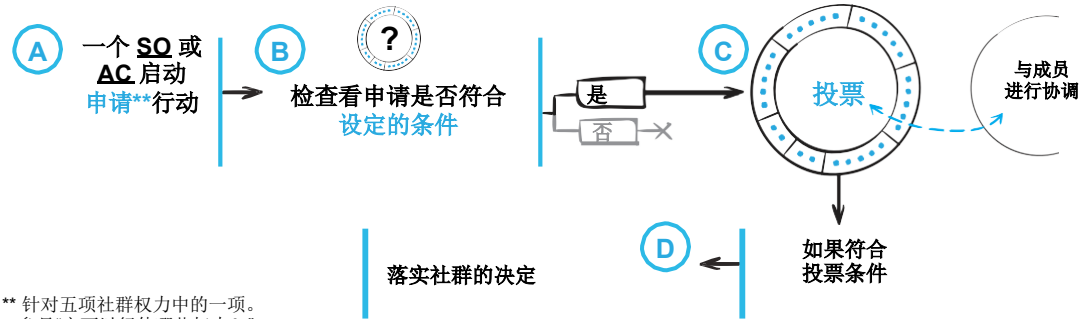 A
一个 SO 或
AC 启动
申请**行动
B
?
检查看申请是否符合
设定的条件
是
否
C
投票
与成员
进行协调
如果符合
投票条件
D
落实社群的决定
** 针对五项社群权力中的一项。